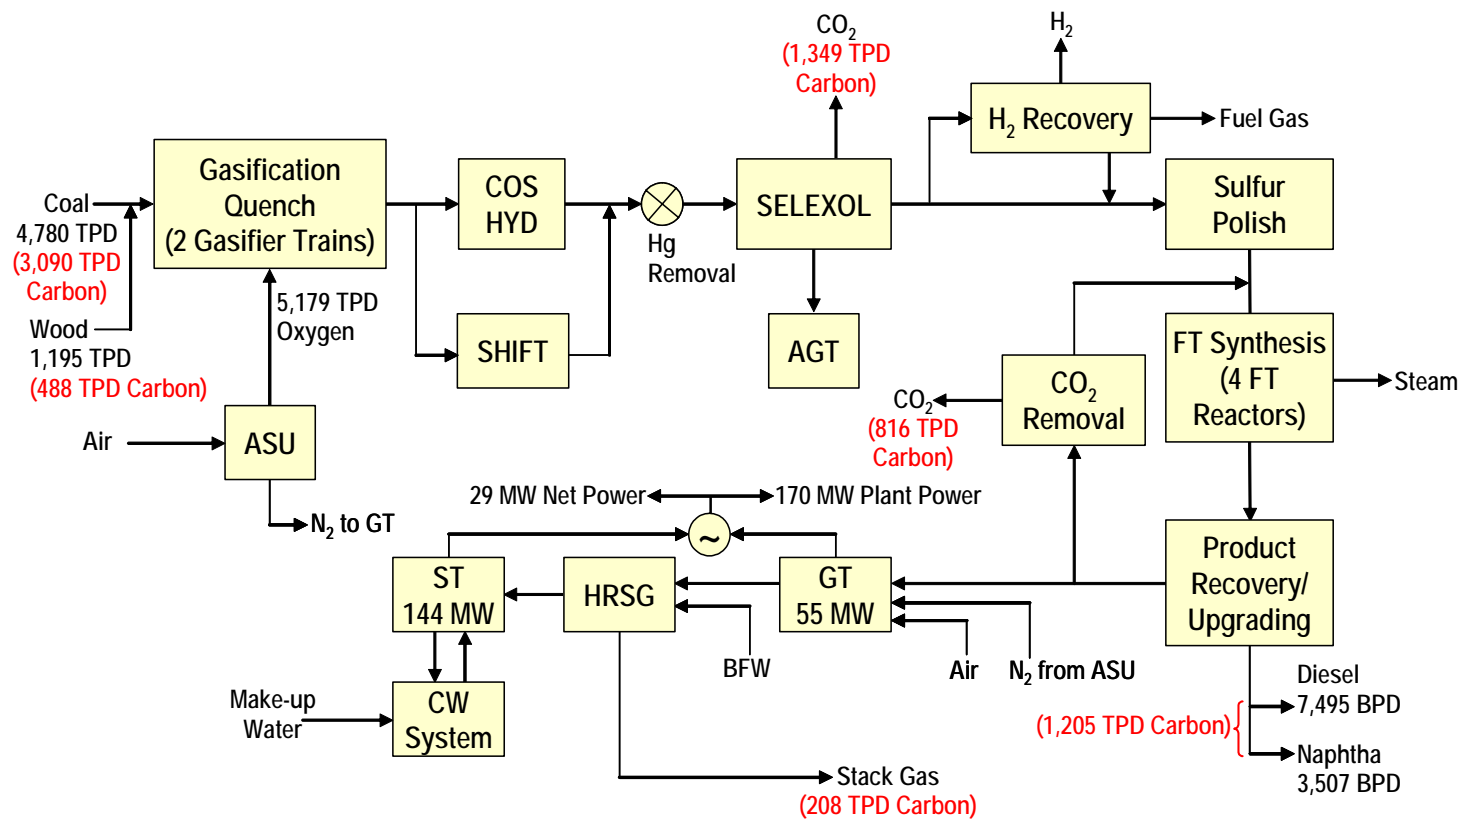 CO2
(1,349 TPD
Carbon)
H2
H2 Recovery
Fuel Gas
Gasification
Quench
(2 Gasifier Trains)
COS
HYD
SELEXOL
Sulfur
Polish
Coal
4,780 TPD
(3,090 TPD
Carbon)
Hg
Removal
5,179 TPD
Oxygen
Wood
1,195 TPD
(488 TPD Carbon)
SHIFT
AGT
FT Synthesis
(4 FT
Reactors)
Steam
CO2
Removal
CO2
(816 TPD
Carbon)
Air
ASU
N2 to GT
29 MW Net Power
170 MW Plant Power
~
ST
144 MW
HRSG
GT
55 MW
Product
Recovery/
Upgrading
BFW
Air
N2 from ASU
Make-up
Water
CW
System
Diesel
7,495 BPD
(1,205 TPD Carbon)
Naphtha
3,507 BPD
Stack Gas
(208 TPD Carbon)